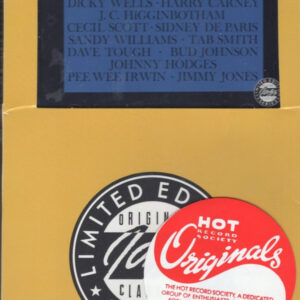 DICKY WELLS · HARRY CARNEY
J. C. HIGGINBOTHAM
CECIL SCOTT · SIDNEY DE PARIS
SANDY WILLIAMS · TAB SMITH
DAVE TOUGH · BUD JOHNSON
JOHNNY HODGES
PEE WEE IRWIN · JIMMY JONES
LIMITED ED
ORIGIN
CLA
HOT
RECORD
SOCIETY
Originals
THE HOT RECORD SOCIETY, A DEDICATED
GROUP OF ENTHUSIA